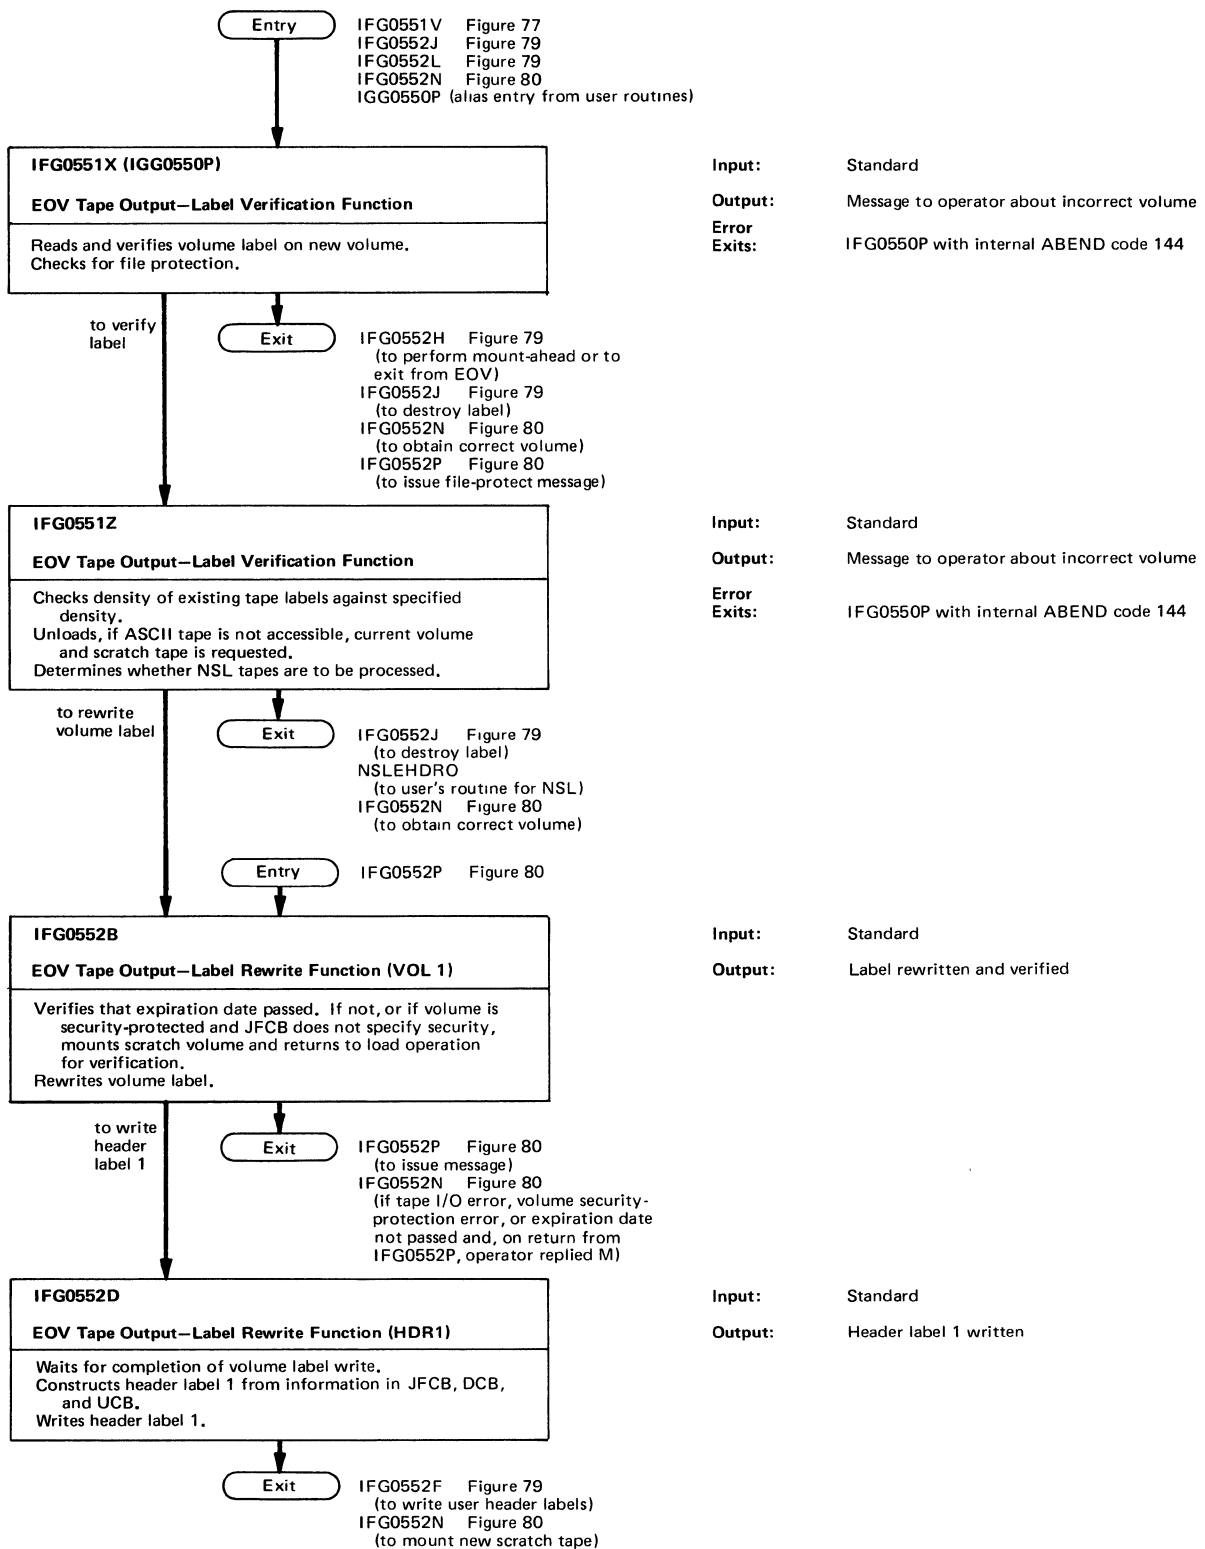 Entry
IFG0551V Figure 77
IFG0552J Figure 79
IFG0552L Figure 79
IFG0552N Figure 80
IGG0550P (alias entry from user routines)
IFG0551X (IGG0550P)
EOV Tape Output—Label Verification Function
Reads and verifies volume label on new volume.
Checks for file protection.
Input: Standard
Output: Message to operator about incorrect volume
Error
Exits: IFG0550P with internal ABEND code 144
to verify
label
Exit
IFG0552H Figure 79
(to perform mount-ahead or to
exit from EOV)
IFG0552J Figure 79
(to destroy label)
IFG0552N Figure 80
(to obtain correct volume)
IFG0552P Figure 80
(to issue file-protect message)
IFG0551Z
EOV Tape Output—Label Verification Function
Checks density of existing tape labels against specified
density.
Unloads, if ASCII tape is not accessible, current volume
and scratch tape is requested.
Determines whether NSL tapes are to be processed.
Input: Standard
Output: Message to operator about incorrect volume
Error
Exits: IFG0550P with internal ABEND code 144
to rewrite
volume label
Exit
IFG0552J Figure 79
(to destroy label)
NSLEHDRO
(to user's routine for NSL)
IFG0552N Figure 80
(to obtain correct volume)
Entry
IFG0552P Figure 80
IFG0552B
EOV Tape Output—Label Rewrite Function (VOL 1)
Verifies that expiration date passed. If not, or if volume is
security-protected and JFCB does not specify security,
mounts scratch volume and returns to load operation
for verification.
Rewrites volume label.
Input: Standard
Output: Label rewritten and verified
to write
header
label 1
Exit
IFG0552P Figure 80
(to issue message)
IFG0552N Figure 80
(if tape I/O error, volume security-
protection error, or expiration date
not passed and, on return from
IFG0552P, operator replied M)
IFG0552D
EOV Tape Output—Label Rewrite Function (HDR1)
Waits for completion of volume label write.
Constructs header label 1 from information in JFCB, DCB,
and UCB.
Writes header label 1.
Input: Standard
Output: Header label 1 written
Exit
IFG0552F Figure 79
(to write user header labels)
IFG0552N Figure 80
(to mount new scratch tape)